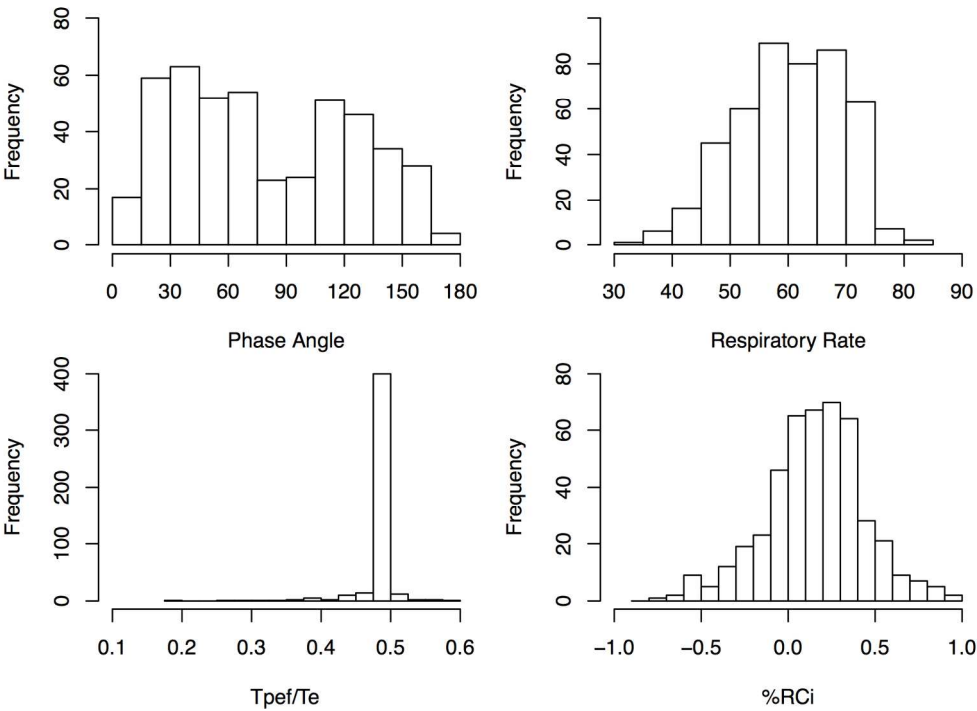 Frequency
80
60
40
20
0
0 30 60 90 120 150 180
Phase Angle
Frequency
80
60
40
20
0
30 40 50 60 70 80 90
Respiratory Rate
Frequency
400
300
200
100
0
0.1 0.2 0.3 0.4 0.5 0.6
Tpef/Te
Frequency
80
60
40
20
0
−1.0 −0.5 0.0 0.5 1.0
%RCi